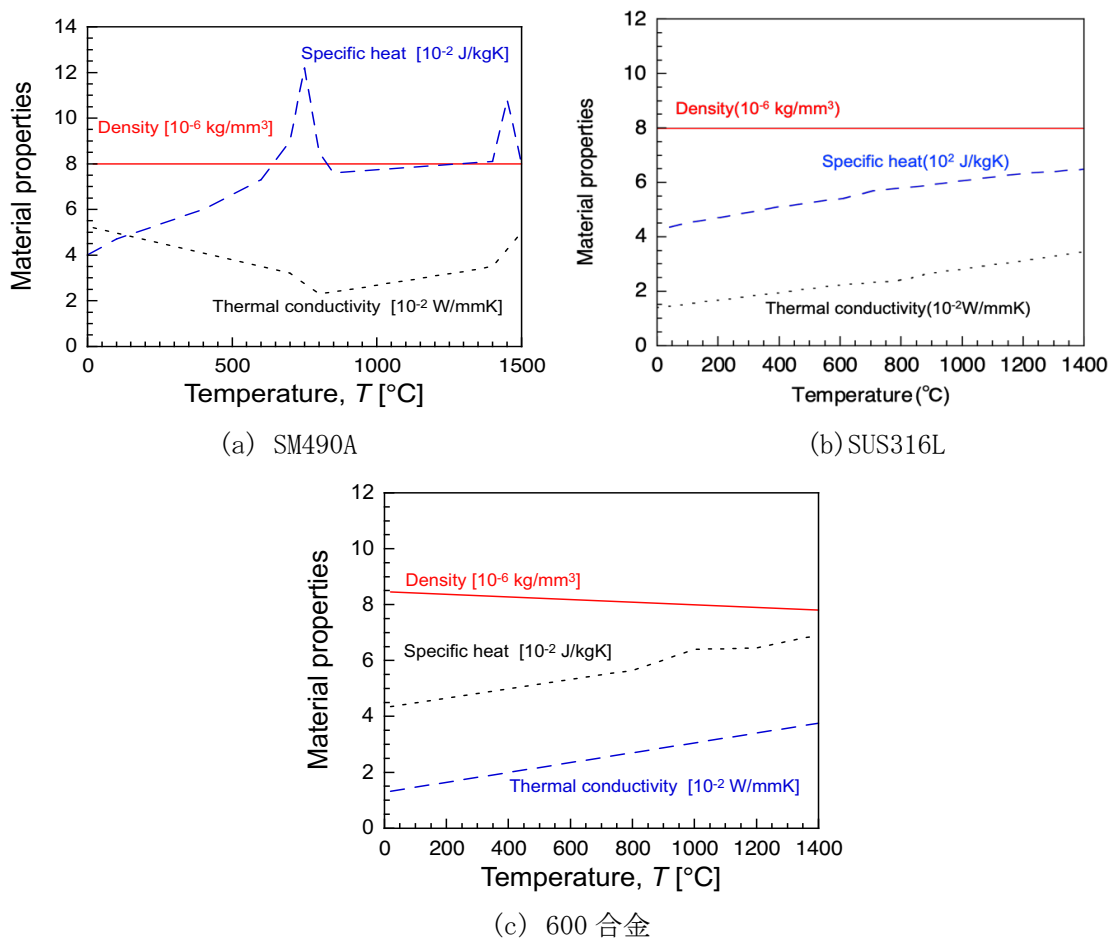 14
12
10
8
6
4
2
0
Material properties
Specific heat [10-2 J/kgK]
Density [10-6 kg/mm3]
Thermal conductivity [10-2 W/mmK]
0 500 1000 1500
Temperature, T [°C]
(a) SM490A
12
10
8
6
4
2
0
Material properties
Density(10-6 kg/mm3)
Specific heat(102 J/kgK)
Thermal conductivity(10-2W/mmK)
0 200 400 600 800 1000 1200 1400
Temperature(℃)
(b)SUS316L
12
10
8
6
4
2
0
Material properties
Density [10-6 kg/mm3]
Specific heat [10-2 J/kgK]
Thermal conductivity [10-2 W/mmK]
0 200 400 600 800 1000 1200 1400
Temperature, T [°C]
(c) 600 合金